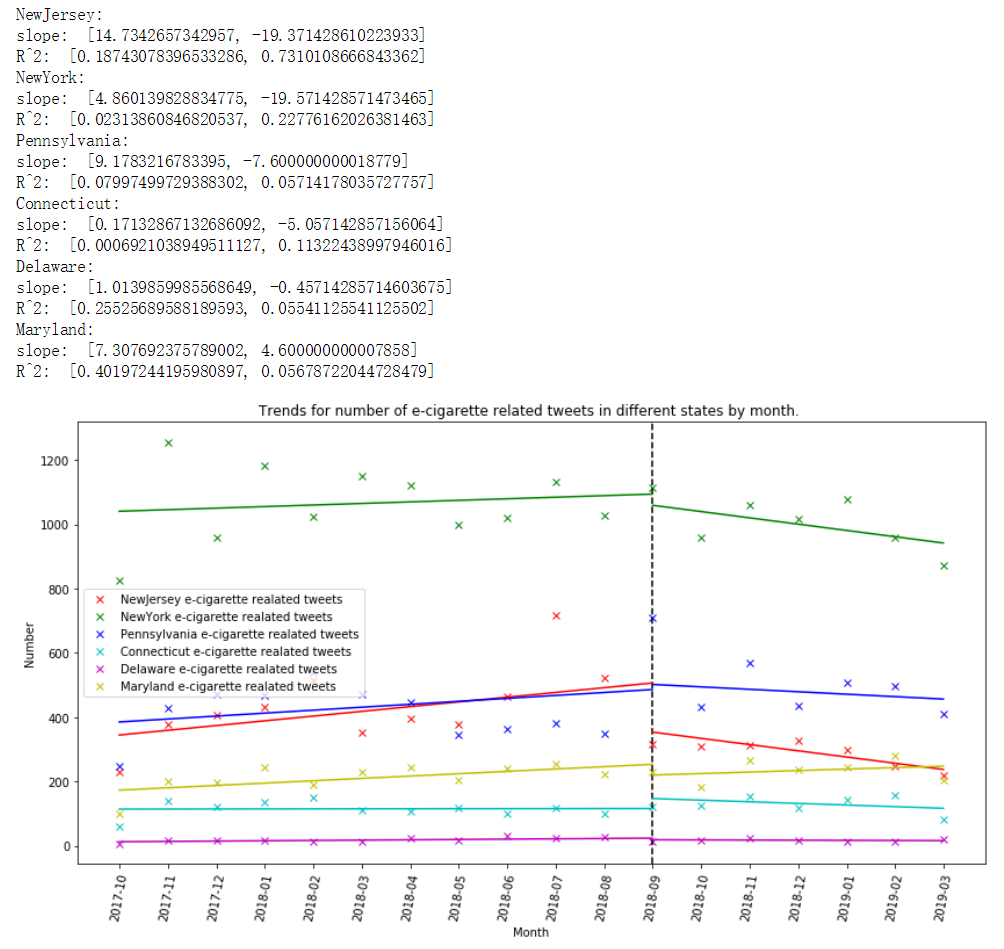 NewJersey:
slope:  [14.7342657342957, -19.371428610223933]
R^2:  [0.18743078396533286, 0.7310108666843362]
NewYork:
slope:  [4.860139828834775, -19.571428571473465]
R^2:  [0.02313860846820537, 0.22776162026381463]
Pennsylvania:
slope:  [9.1783216783395, -7.600000000018779]
R^2:  [0.07997499729388302, 0.05714178035727757]
Connecticut:
slope:  [0.17132867132686092, -5.057142857156064]
R^2:  [0.0006921038949511127, 0.11322438997946016]
Delaware:
slope:  [1.0139859985568649, -0.45714285714603675]
R^2:  [0.25525689588189593, 0.05541125541125502]
Maryland:
slope:  [7.307692375789002, 4.600000000007858]
R^2:  [0.40197244195980897, 0.05678722044728479]
Trends for number of e-cigarette related tweets in different states by month.
Number
1200
1000
800
600
400
200
0
NewJersey e-cigarette realated tweets
NewYork e-cigarette realated tweets
Pennsylvania e-cigarette realated tweets
Connecticut e-cigarette realated tweets
Delaware e-cigarette realated tweets
Maryland e-cigarette realated tweets
2017-10
2017-11
2017-12
2018-01
2018-02
2018-03
2018-04
2018-05
2018-06
2018-07
2018-08
2018-09
2018-10
2018-11
2018-12
2019-01
2019-02
2019-03
Month